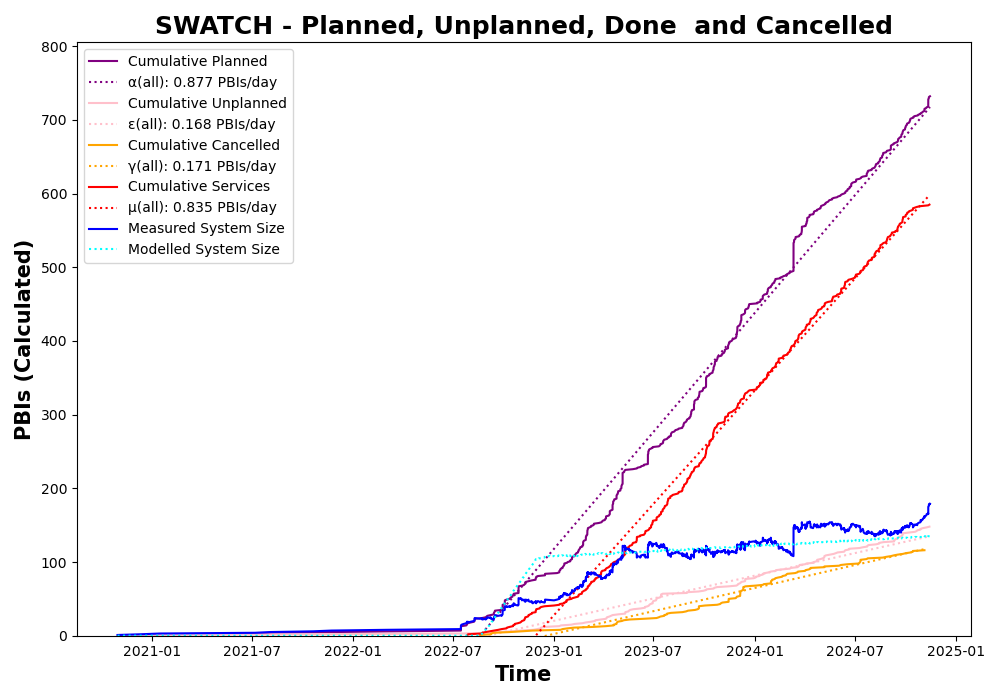 SWATCH - Planned, Unplanned, Done  and Cancelled
PBIs (Calculated)
800
700
600
500
400
300
200
100
0
Cumulative Planned
α(all): 0.877 PBIs/day
Cumulative Unplanned
ε(all): 0.168 PBIs/day
Cumulative Cancelled
γ(all): 0.171 PBIs/day
Cumulative Services
μ(all): 0.835 PBIs/day
Measured System Size
Modelled System Size
2021-01 2021-07 2022-01 2022-07 2023-01 2023-07 2024-01 2024-07 2025-01
Time